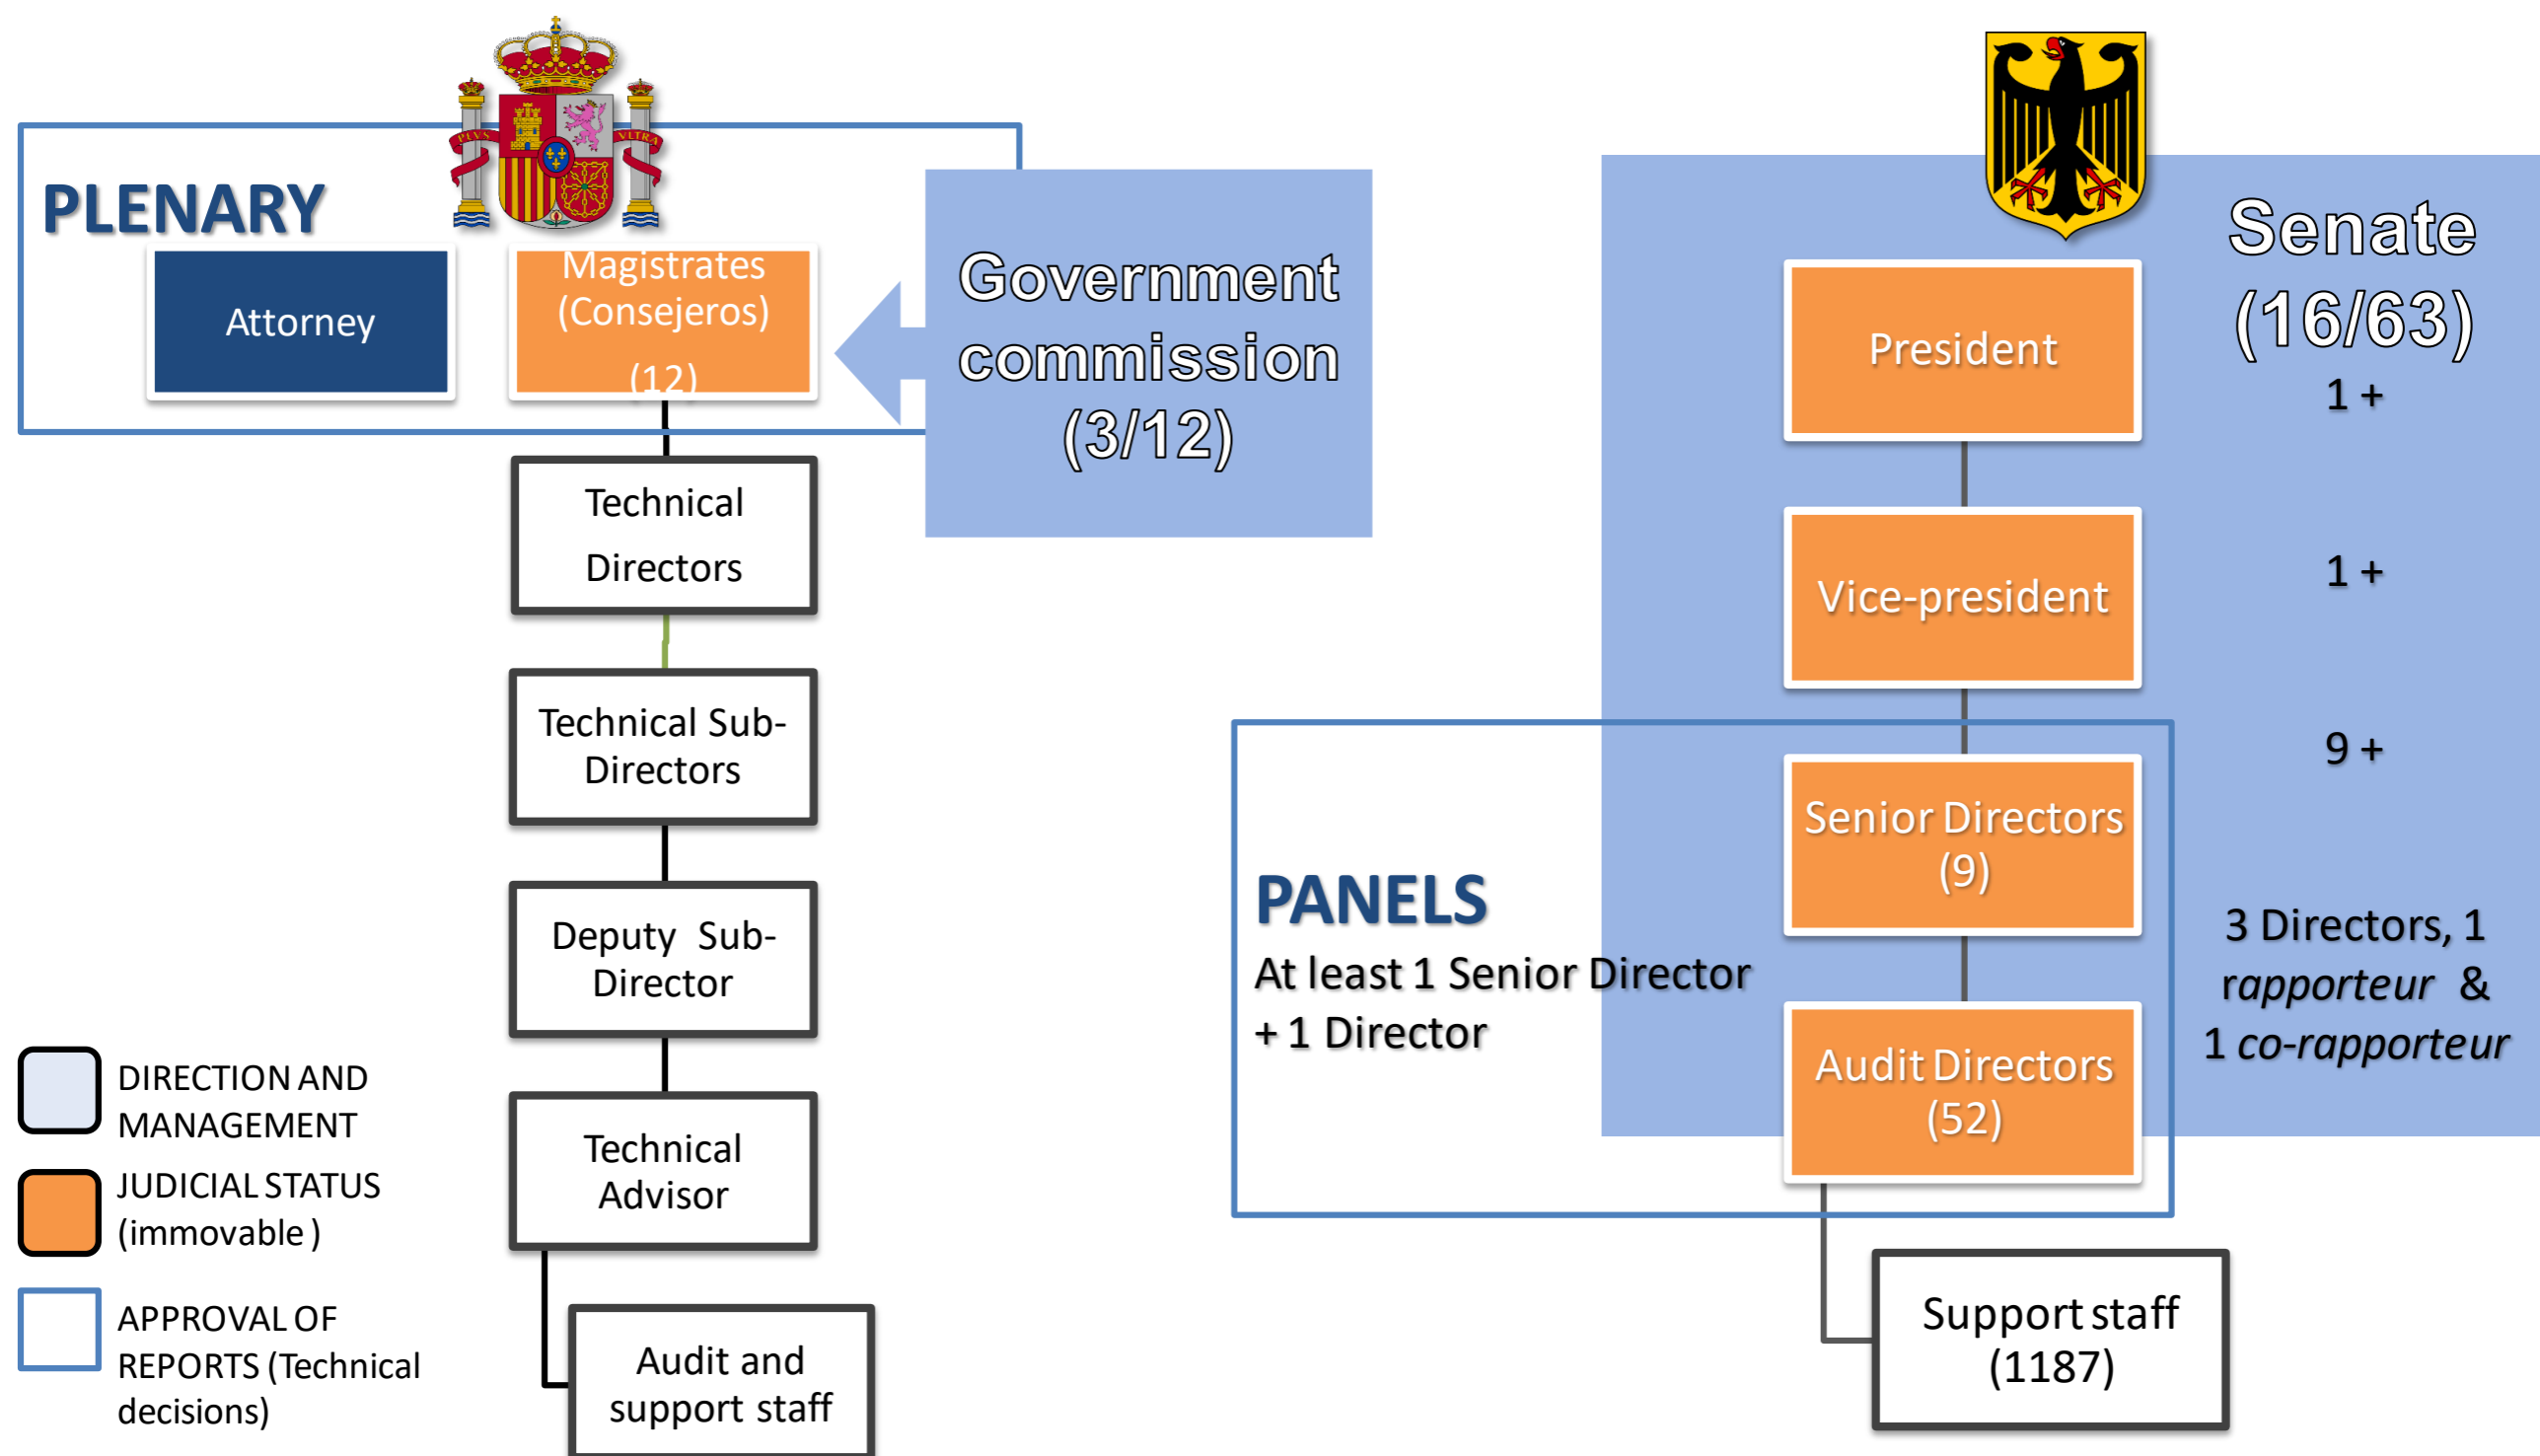 PLVS
VLTRA
PLENARY
Attorney
Magistrates
(Consejeros)
(12)
Government
commission
(3/12)
Technical
Directors
Technical Sub-
Directors
Deputy Sub-
Director
Technical
Advisor
Audit and
support staff
DIRECTION AND
MANAGEMENT
JUDICIAL STATUS
(immovable )
APPROVAL OF
REPORTS (Technical
decisions)
Senate
(16/63)
President
1 +
Vice-president
1 +
9 +
Senior Directors
(9)
PANELS
At least 1 Senior Director
+ 1 Director
3 Directors, 1
rapporteur &
1 co-rapporteur
Audit Directors
(52)
Support staff
(1187)